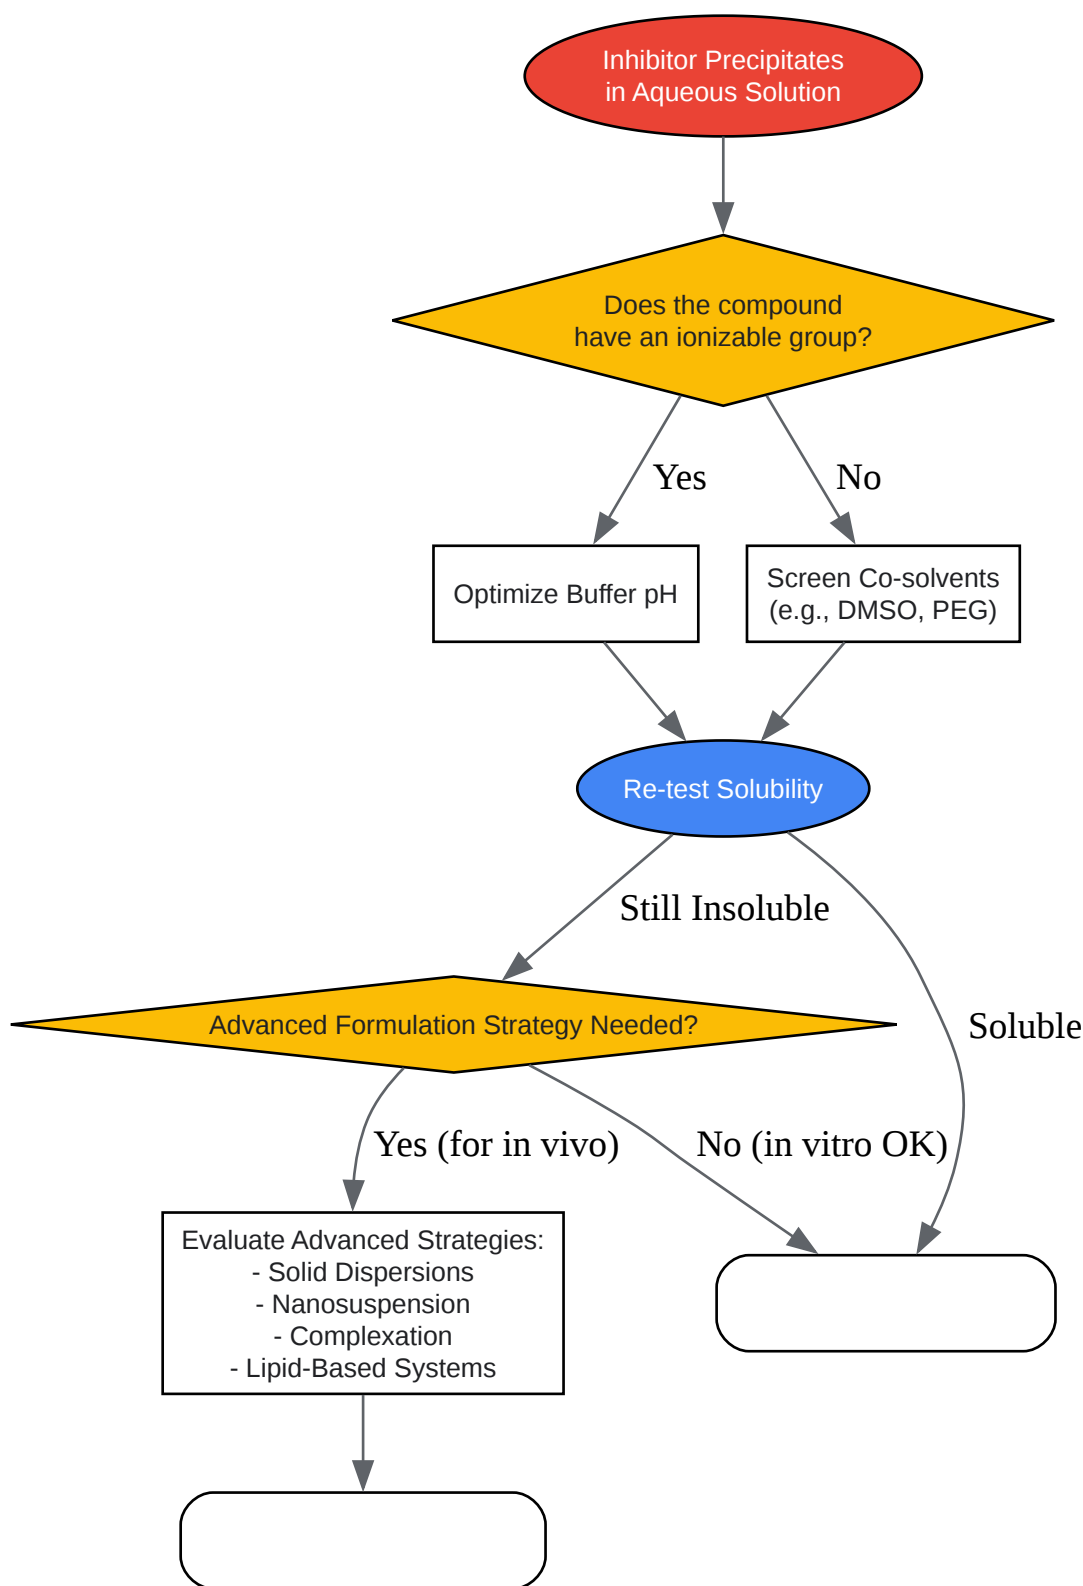 Inhibitor Precipitates
in Aqueous Solution
Does the compound
have an ionizable group?
Yes
No
Optimize Buffer pH
Screen Co-solvents
(e.g., DMSO, PEG)
Re-test Solubility
Still Insoluble
Soluble
Advanced Formulation Strategy Needed?
Yes (for in vivo)
No (in vitro OK)
Evaluate Advanced Strategies:
- Solid Dispersions
- Nanosuspension
- Complexation
- Lipid-Based Systems